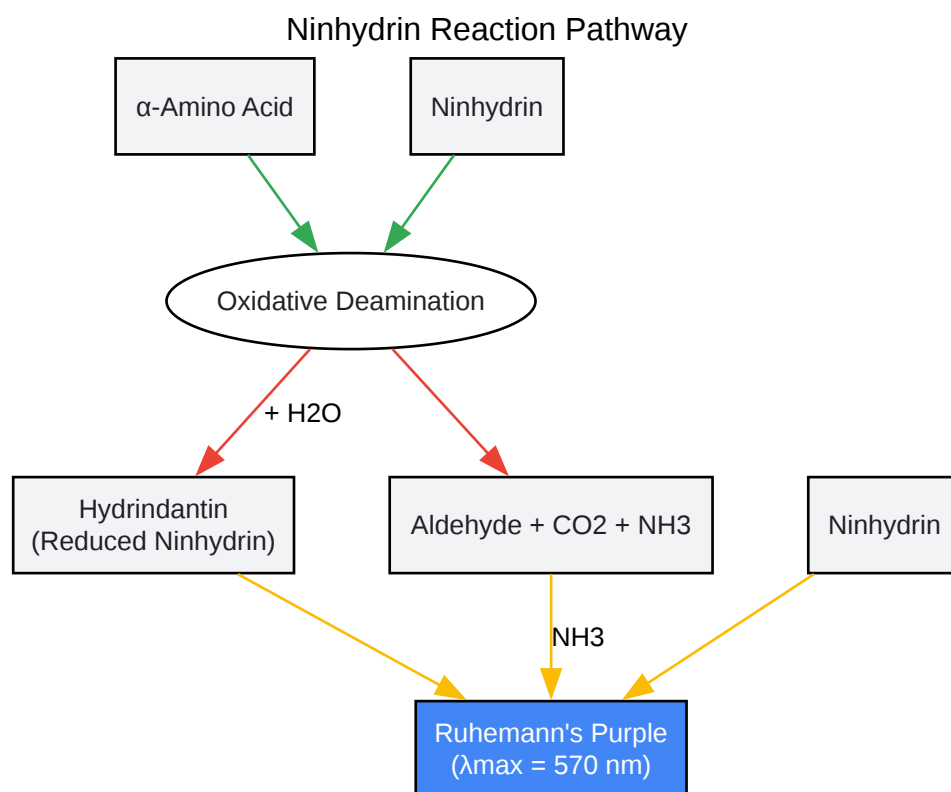 Ninhydrin Reaction Pathway
α-Amino Acid
Ninhydrin
Oxidative Deamination
+ H2O
Hydrindantin
(Reduced Ninhydrin)
Aldehyde + CO2 + NH3
Ninhydrin
NH3
Ruhemann's Purple
(λmax = 570 nm)